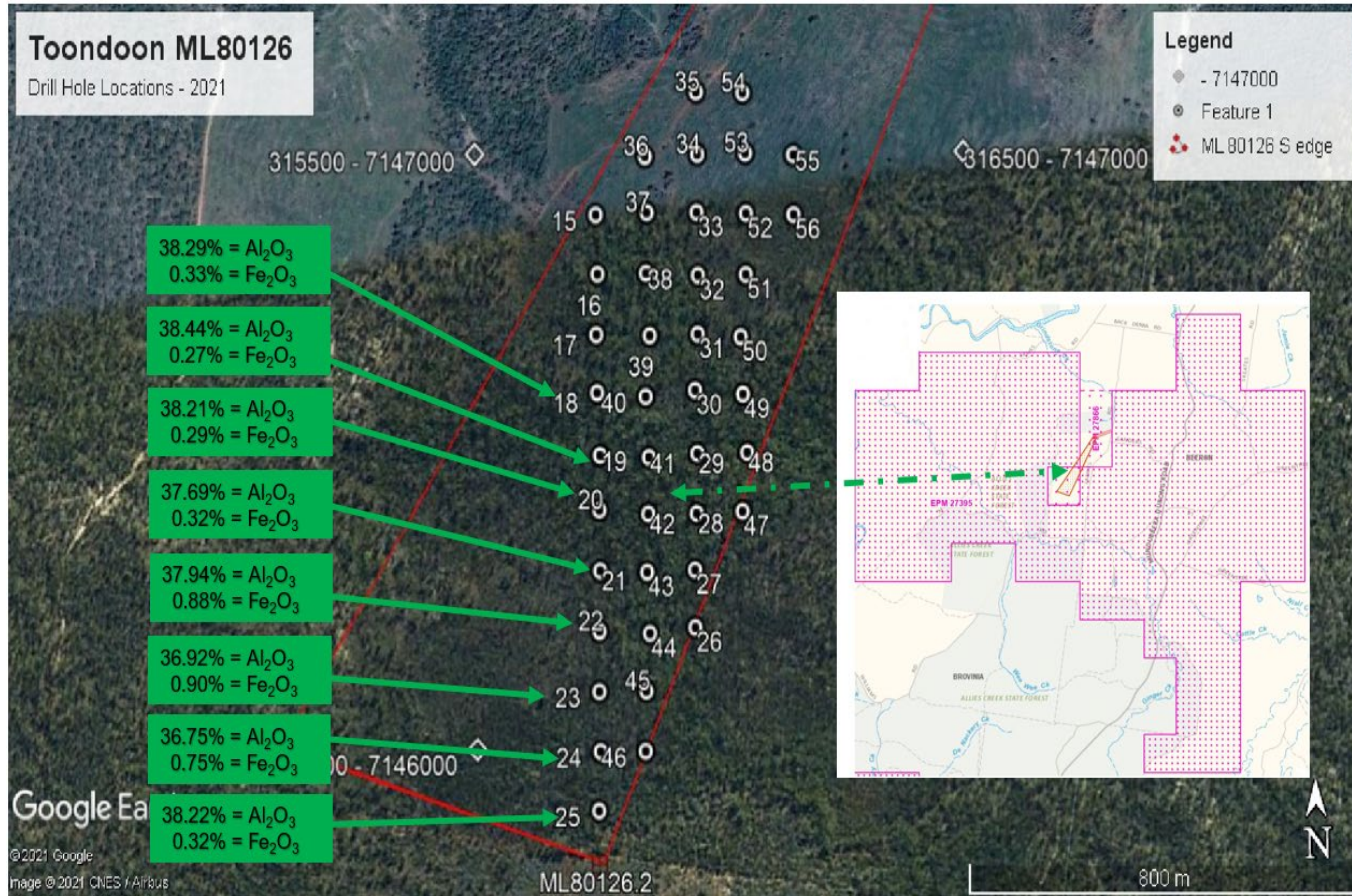 Toondoon ML80126
Drill Hole Locations - 2021
Legend
- 7147000
Feature 1
ML 80126 S edge
35
54
315500 - 7147000
36
34
53
55
316500 - 7147000
15
37
33
52
56
16
38
32
51
17
39
31
50
18
40
30
49
19
41
29
48
20
42
28
47
21
43
27
22
44
26
23
45
24
46
00 - 7146000
25
ML80126.2
38.29% = Al₂O₃
0.33% = Fe₂O₃
38.44% = Al₂O₃
0.27% = Fe₂O₃
38.21% = Al₂O₃
0.29% = Fe₂O₃
37.69% = Al₂O₃
0.32% = Fe₂O₃
37.94% = Al₂O₃
0.88% = Fe₂O₃
36.92% = Al₂O₃
0.90% = Fe₂O₃
36.75% = Al₂O₃
0.75% = Fe₂O₃
38.22% = Al₂O₃
0.32% = Fe₂O₃
EPM 27866
BEERON
EPM 27395
STATE FOREST
BROVINIA
ALLIES CREEK STATE FOREST
Google Ea
©2021 Google
Image © 2021 CNES / Airbus
N
800 m